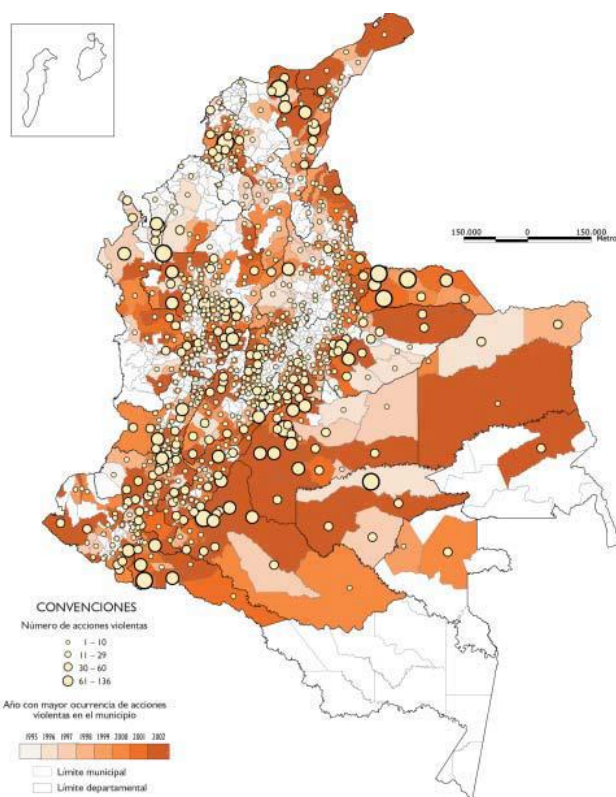 150.000 0 150.000
Metro
CONVENCIONES
Número de acciones violentas
1 – 10
11 – 29
30 – 60
61 – 136
Año con mayor ocurrencia de acciones
violentas en el municipio
1995 1996 1997 1998 1999 2000 2001 2002
Límite municipal
Límite departamental